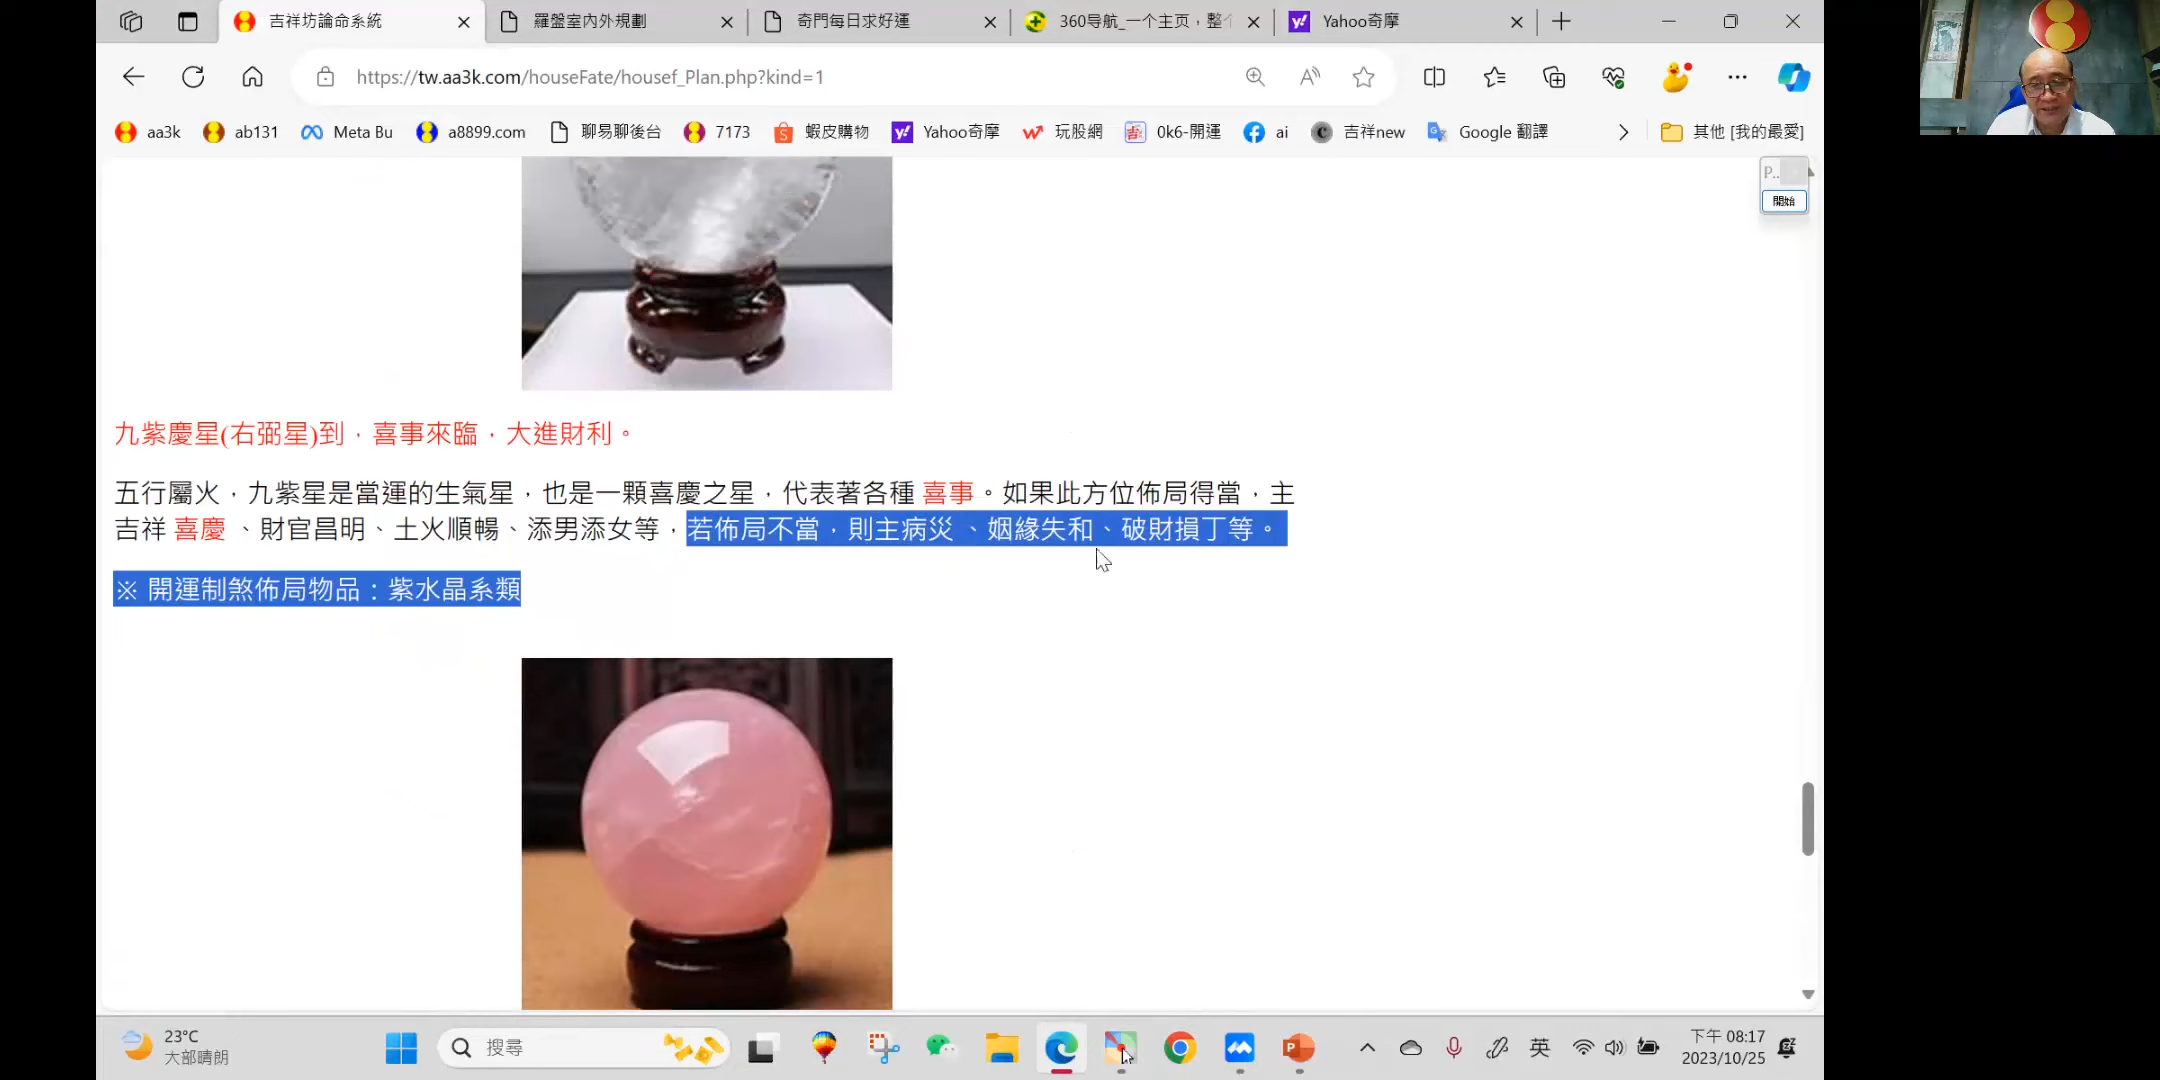 吉祥坊論命系統
羅盤室內外規劃
奇門每日求好運
360导航_一个主页，整个
Yahoo奇摩
https://tw.aa3k.com/houseFate/housef_Plan.php?kind=1
aa3k
ab131
Meta Bu
a8899.com
聊易聊後台
7173
蝦皮購物
Yahoo奇摩
玩股網
0k6-開運
ai
吉祥new
Google 翻譯
其他 [我的最愛]
P...
開始
九紫慶星(右弼星)到，喜事來臨，大進財利。
五行屬火，九紫星是當運的生氣星，也是一顆喜慶之星，代表著各種 喜事 。如果此方位佈局得當，主
吉祥 喜慶 、財官昌明、土火順暢、添男添女等，若佈局不當，則主病災 、姻緣失和、破財損丁等。
※ 開運制煞佈局物品：紫水晶系類
23°C
大部晴朗
搜尋
英
下午 08:17
2023/10/25